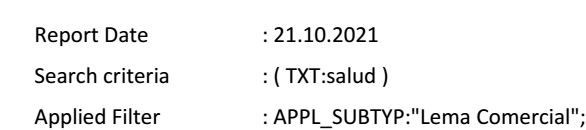 Report Date : 21.10.2021
Search criteria : ( TXT:salud )
Applied Filter : APPL_SUBTYP:"Lema Comercial";